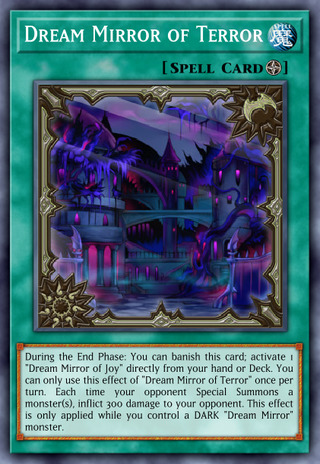 Dream Mirror of Terror
魔
[Spell Card]
During the End Phase: You can banish this card; activate 1
"Dream Mirror of Joy" directly from your hand or Deck. You
can only use this effect of "Dream Mirror of Terror" once per
turn. Each time your opponent Special Summons a
monster(s), inflict 300 damage to your opponent. This effect
is only applied while you control a DARK "Dream Mirror"
monster.